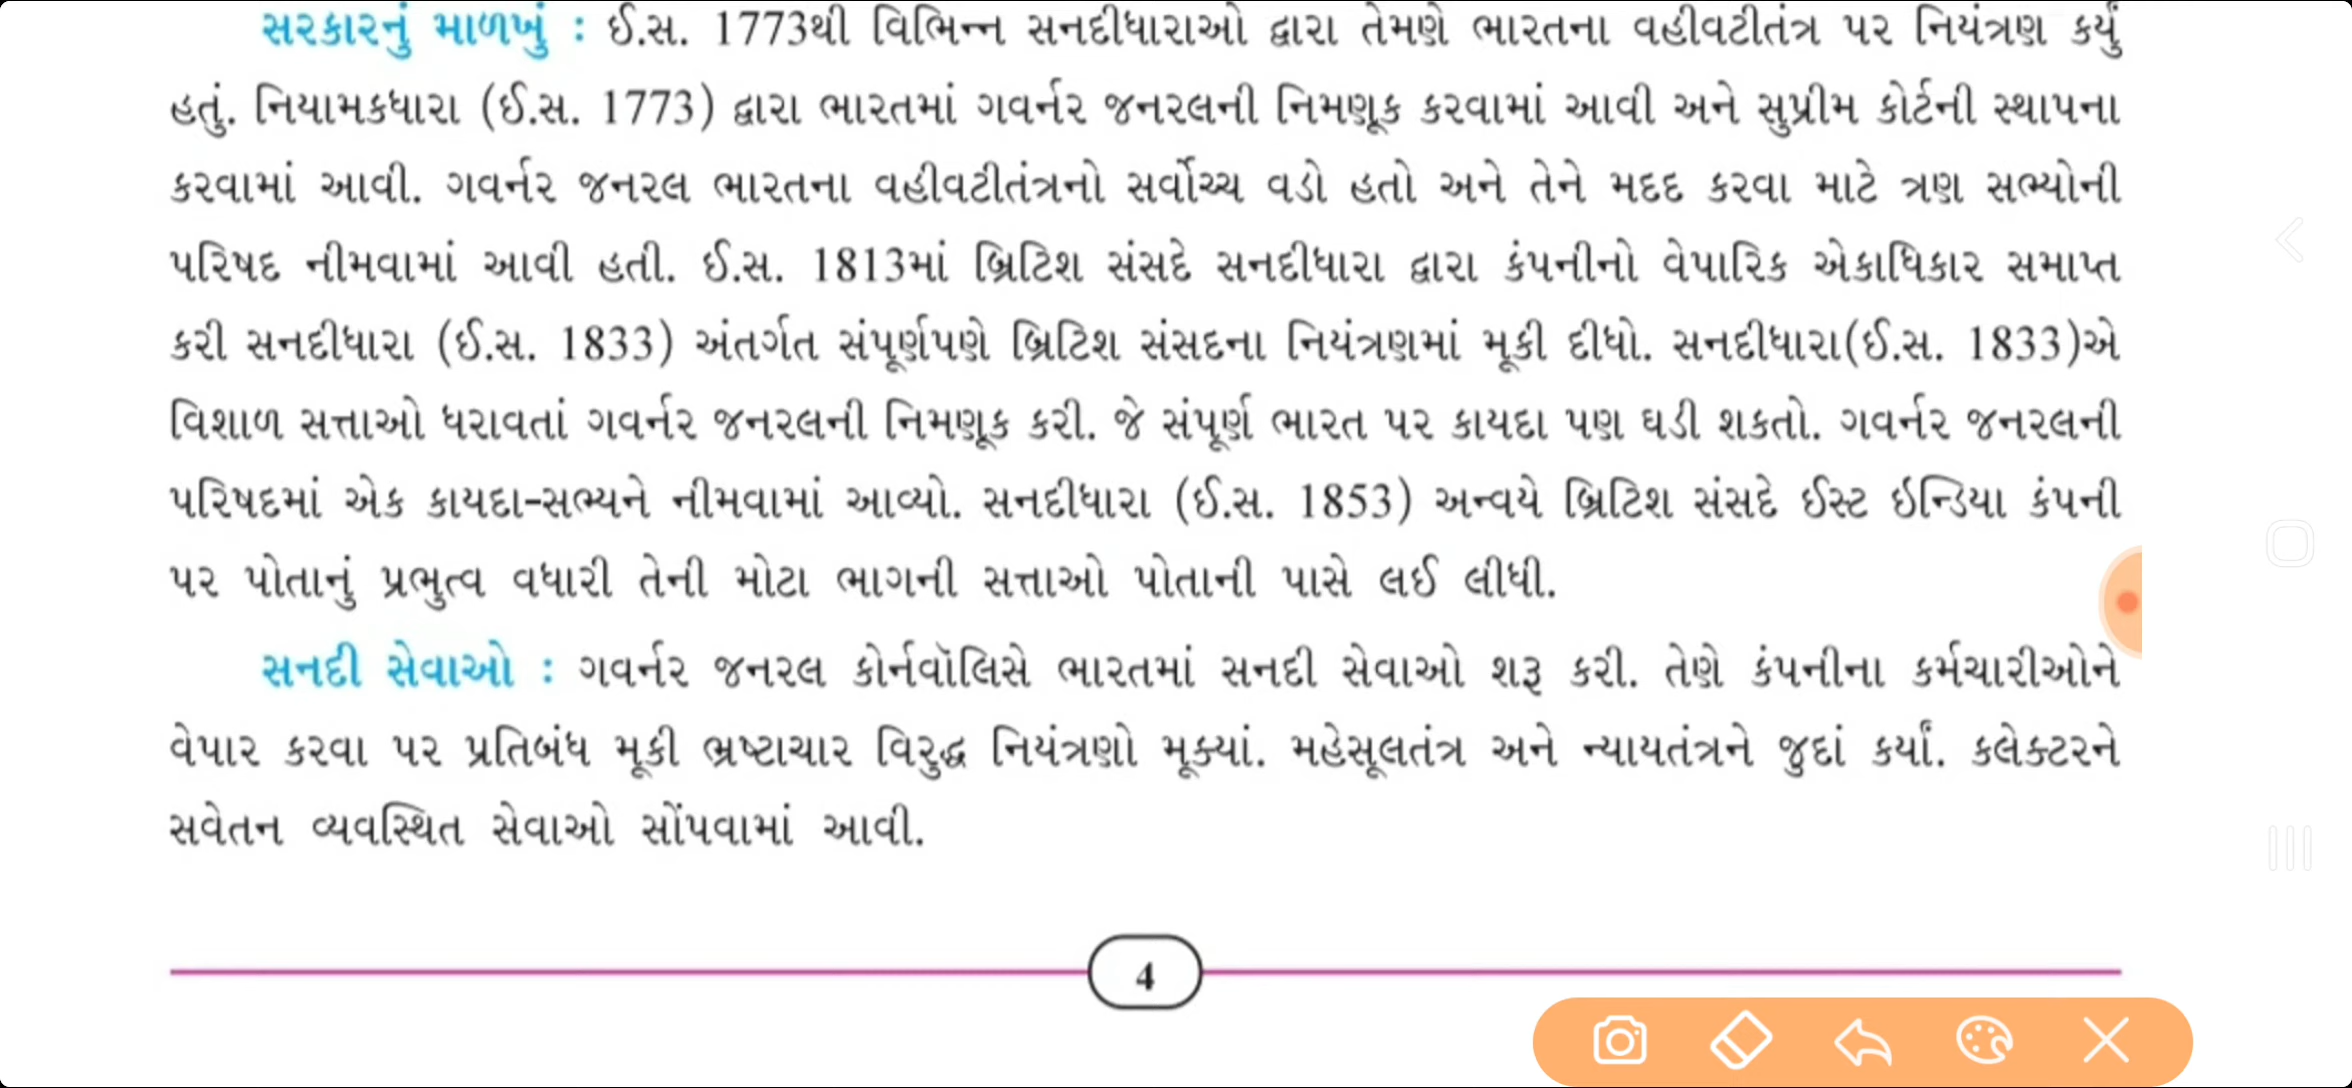 સરકારનું માળખું : ઈ.સ. 1773થી વિભિન્ન સનદીધારાઓ દ્વારા તેમણે ભારતના વહીવટીતંત્ર પર નિયંત્રણ કર્યું
હતું. નિયામકધારા (ઈ.સ. 1773) દ્વારા ભારતમાં ગવર્નર જનરલની નિમણૂક કરવામાં આવી અને સુપ્રીમ કોર્ટની સ્થાપના
કરવામાં આવી. ગવર્નર જનરલ ભારતના વહીવટીતંત્રનો સર્વોચ્ચ વડો હતો અને તેને મદદ કરવા માટે ત્રણ સભ્યોની
પરિષદ નીમવામાં આવી હતી. ઈ.સ. 1813માં બ્રિટિશ સંસદે સનદીધારા દ્વારા કંપનીનો વેપારિક એકાધિકાર સમાપ્ત
કરી સનદીધારા (ઈ.સ. 1833) અંતર્ગત સંપૂર્ણપણે બ્રિટિશ સંસદના નિયંત્રણમાં મૂકી દીધો. સનદીધારા(ઈ.સ. 1833)એ
વિશાળ સત્તાઓ ધરાવતાં ગવર્નર જનરલની નિમણૂક કરી. જે સંપૂર્ણ ભારત પર કાયદા પણ ઘડી શકતો. ગવર્નર જનરલની
પરિષદમાં એક કાયદા-સભ્યને નીમવામાં આવ્યો. સનદીધારા (ઈ.સ. 1853) અન્વયે બ્રિટિશ સંસદે ઈસ્ટ ઇન્ડિયા કંપની
પર પોતાનું પ્રભુત્વ વધારી તેની મોટા ભાગની સત્તાઓ પોતાની પાસે લઈ લીધી.
સનદી સેવાઓ : ગવર્નર જનરલ કોર્નવૉલિસે ભારતમાં સનદી સેવાઓ શરૂ કરી. તેણે કંપનીના કર્મચારીઓને
વેપાર કરવા પર પ્રતિબંધ મૂકી ભ્રષ્ટાચાર વિરુદ્ધ નિયંત્રણો મૂક્યાં. મહેસૂલતંત્ર અને ન્યાયતંત્રને જુદાં કર્યાં. કલેક્ટરને
સવેતન વ્યવસ્થિત સેવાઓ સોંપવામાં આવી.
4